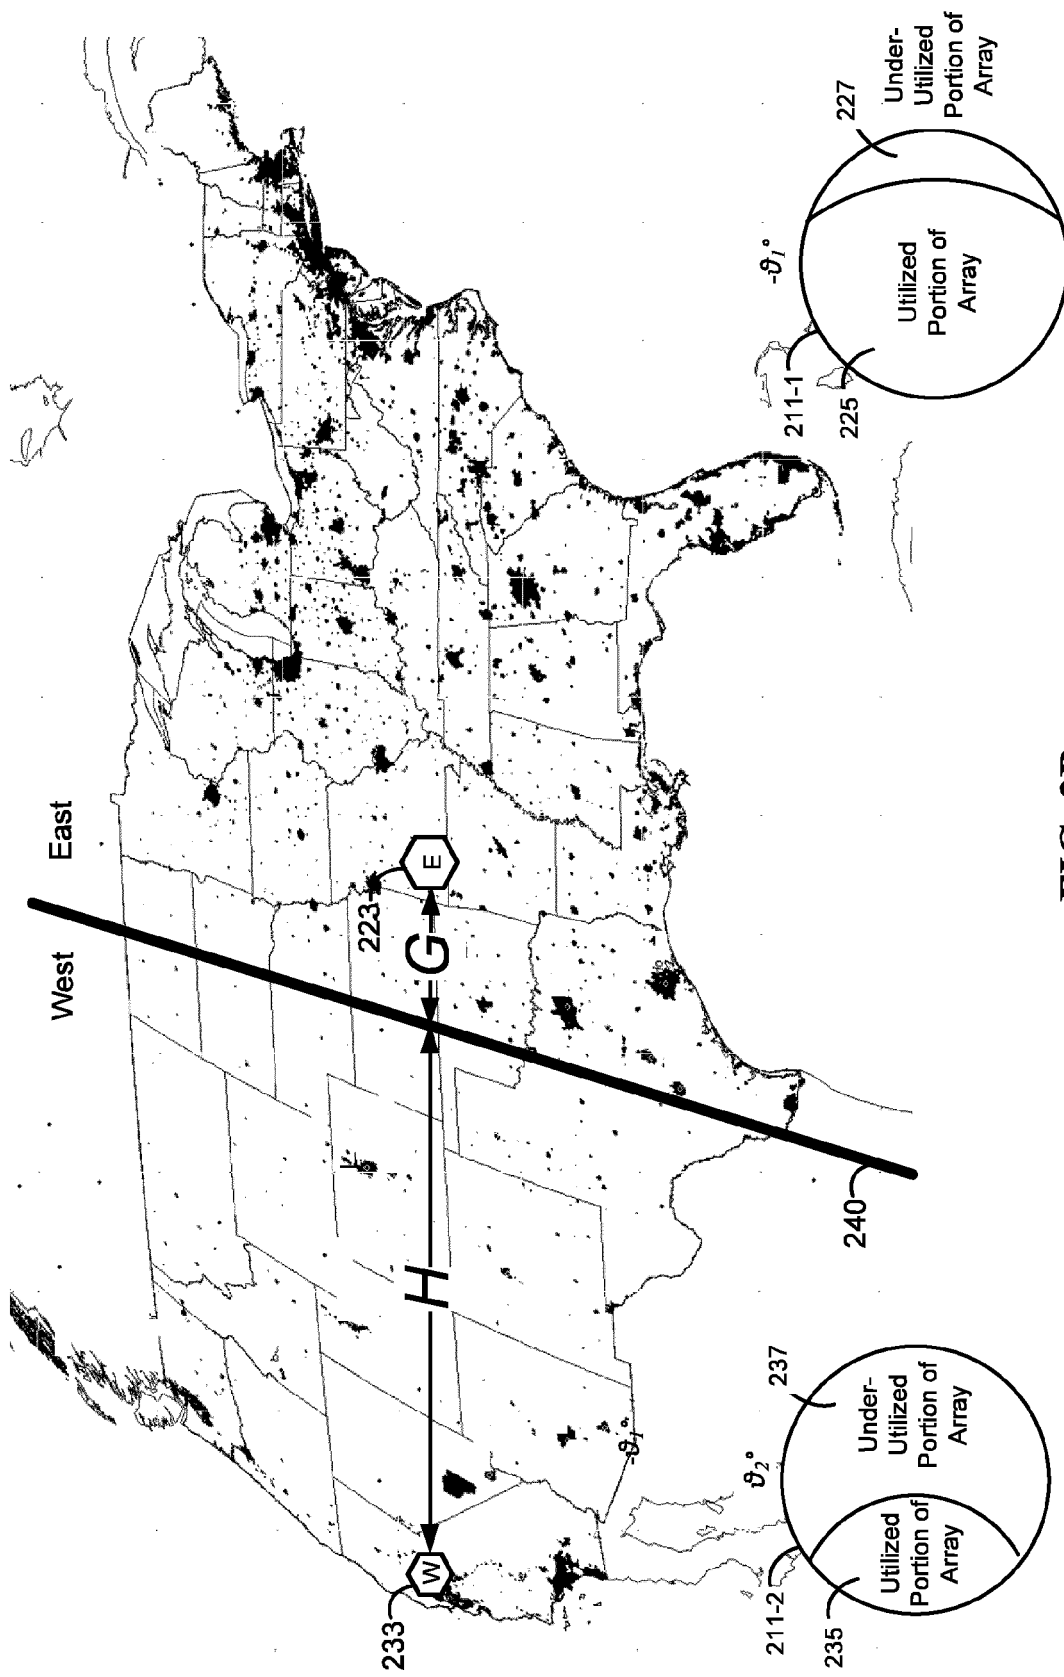 West
East
223
G
E
H
W
233
240
-ϑ₁°
ϑ₂°
211-2
235
237
Utilized
Portion of
Array
Under-
Utilized
Portion of
Array
-ϑ₁°
211-1
225
227
Utilized
Portion of
Array
Under-
Utilized
Portion of
Array